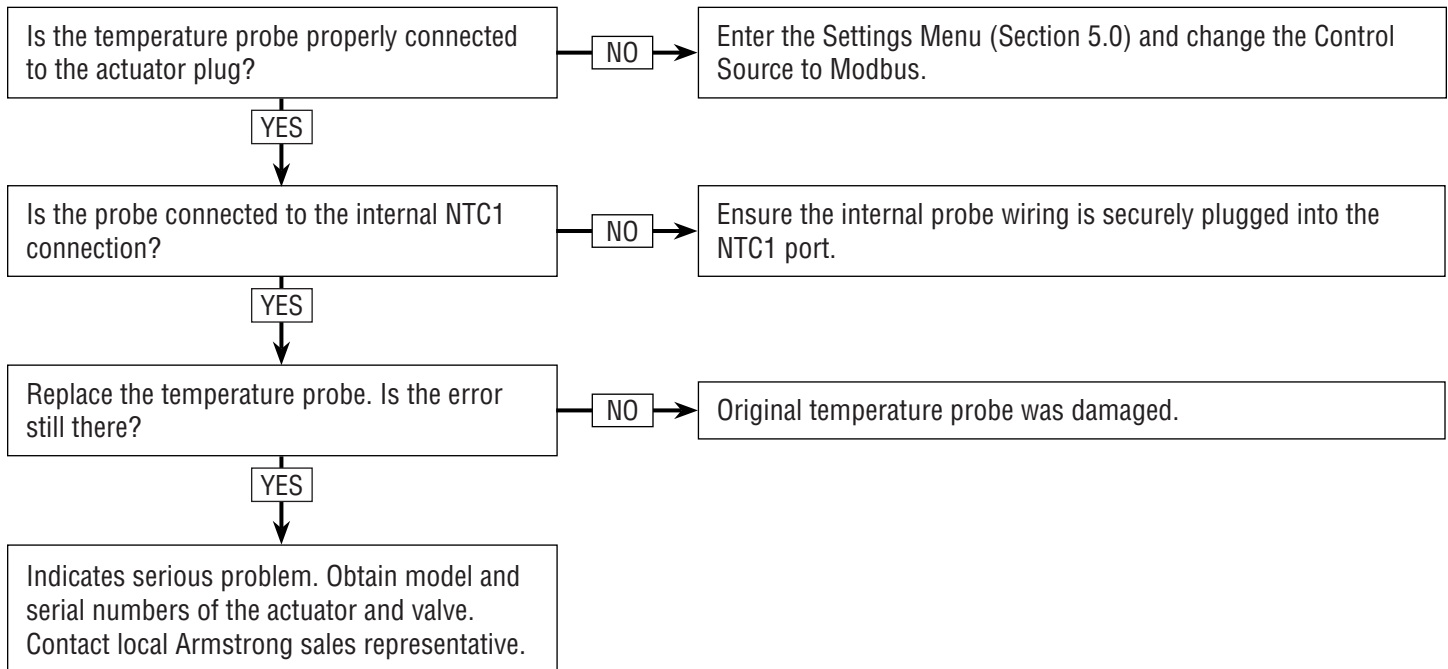 Is the temperature probe properly connected
to the actuator plug?
NO
Enter the Settings Menu (Section 5.0) and change the Control
Source to Modbus.
YES
Is the probe connected to the internal NTC1
connection?
NO
Ensure the internal probe wiring is securely plugged into the
NTC1 port.
YES
Replace the temperature probe. Is the error
still there?
NO
Original temperature probe was damaged.
YES
Indicates serious problem. Obtain model and
serial numbers of the actuator and valve.
Contact local Armstrong sales representative.